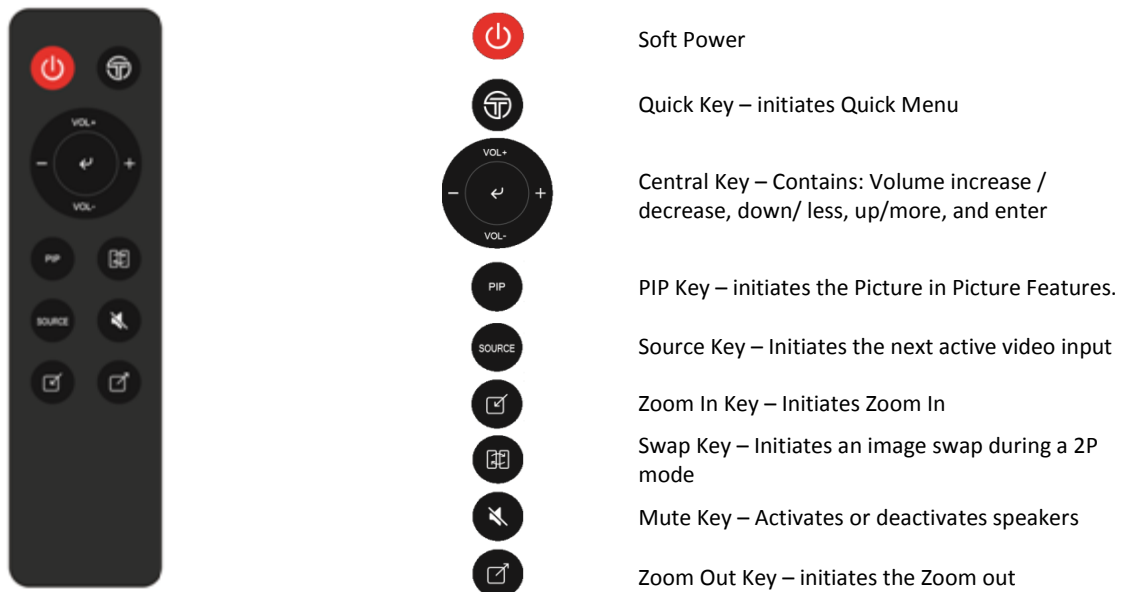 VOL+
- +
VOL-
PIP
SOURCE
Soft Power
Quick Key – initiates Quick Menu
VOL+
- +
VOL-
Central Key – Contains: Volume increase /
decrease, down/ less, up/more, and enter
PIP
PIP Key – initiates the Picture in Picture Features.
SOURCE
Source Key – Initiates the next active video input
Zoom In Key – Initiates Zoom In
Swap Key – Initiates an image swap during a 2P
mode
Mute Key – Activates or deactivates speakers
Zoom Out Key – initiates the Zoom out